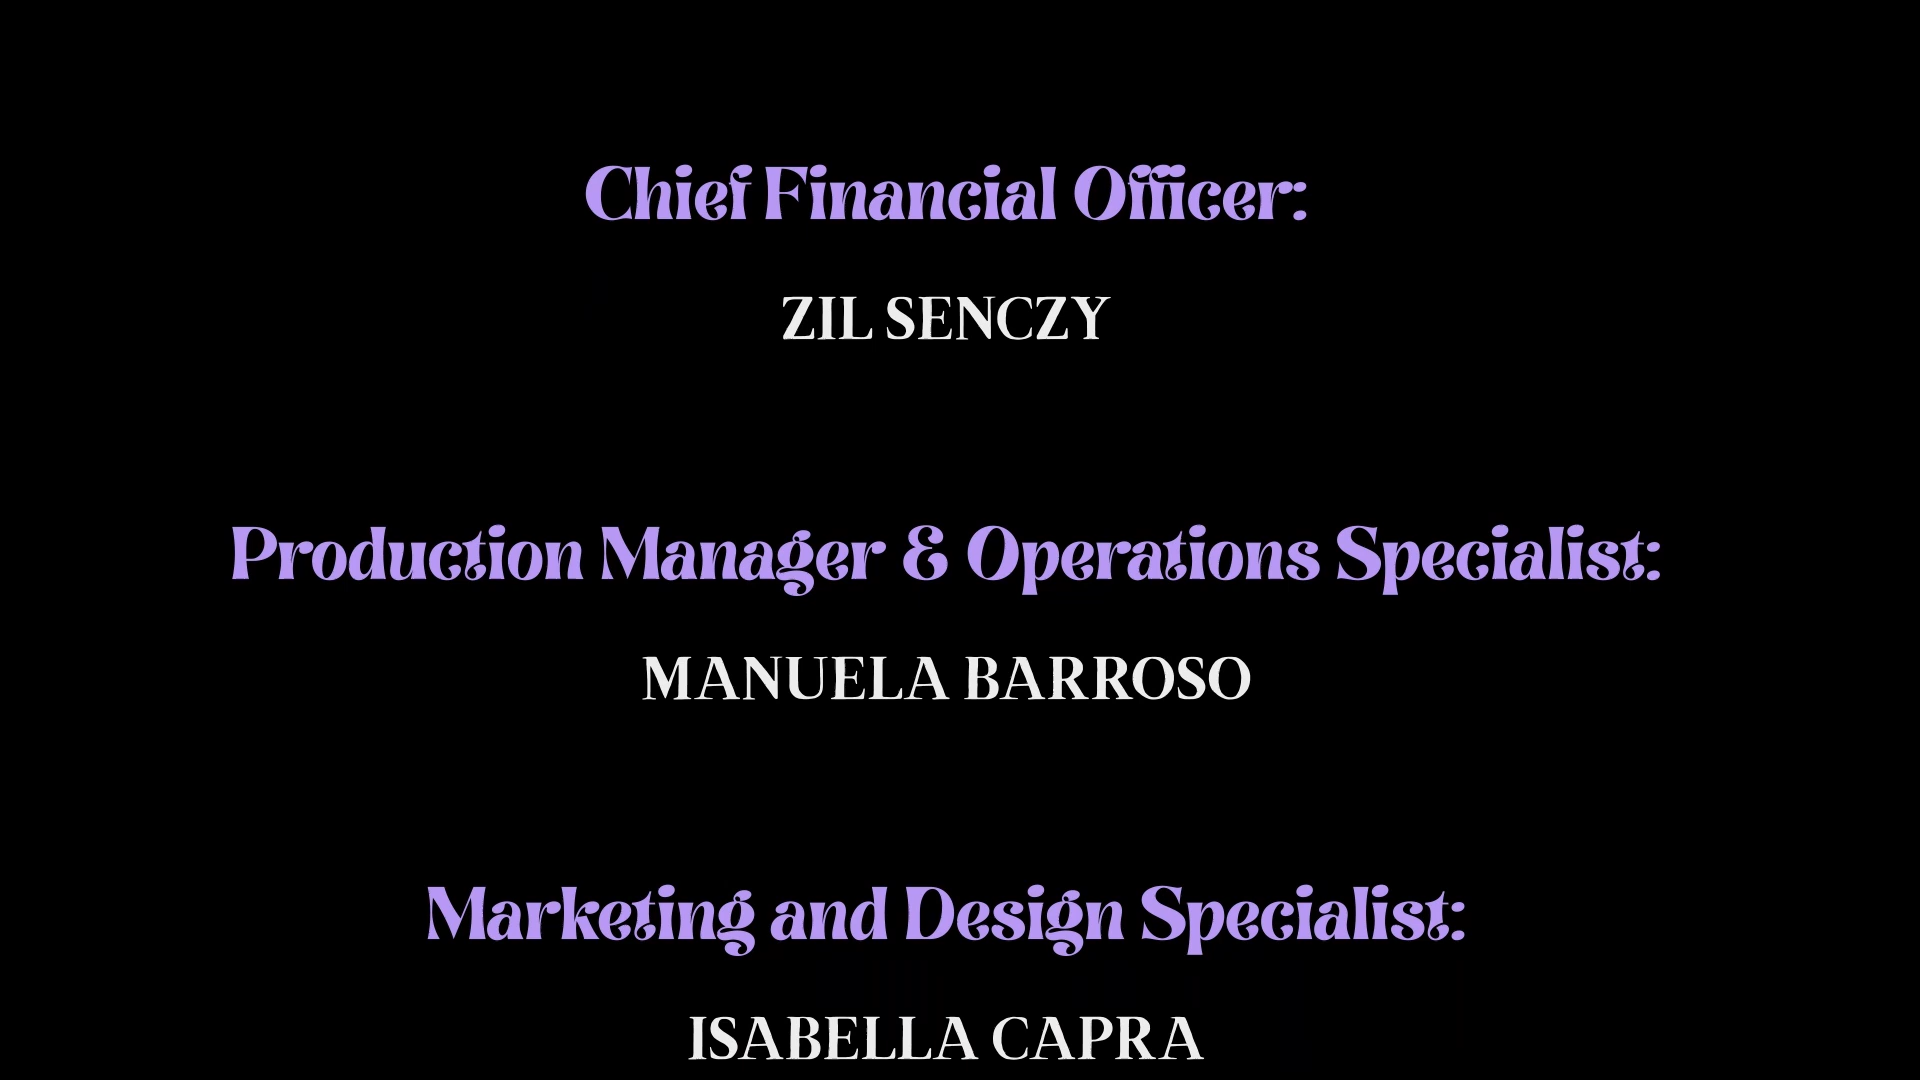 Chief Financial Officer:
ZIL SENCZY
Production Manager & Operations Specialist:
MANUELA BARROSO
Marketing and Design Specialist:
ISABELLA CAPRA